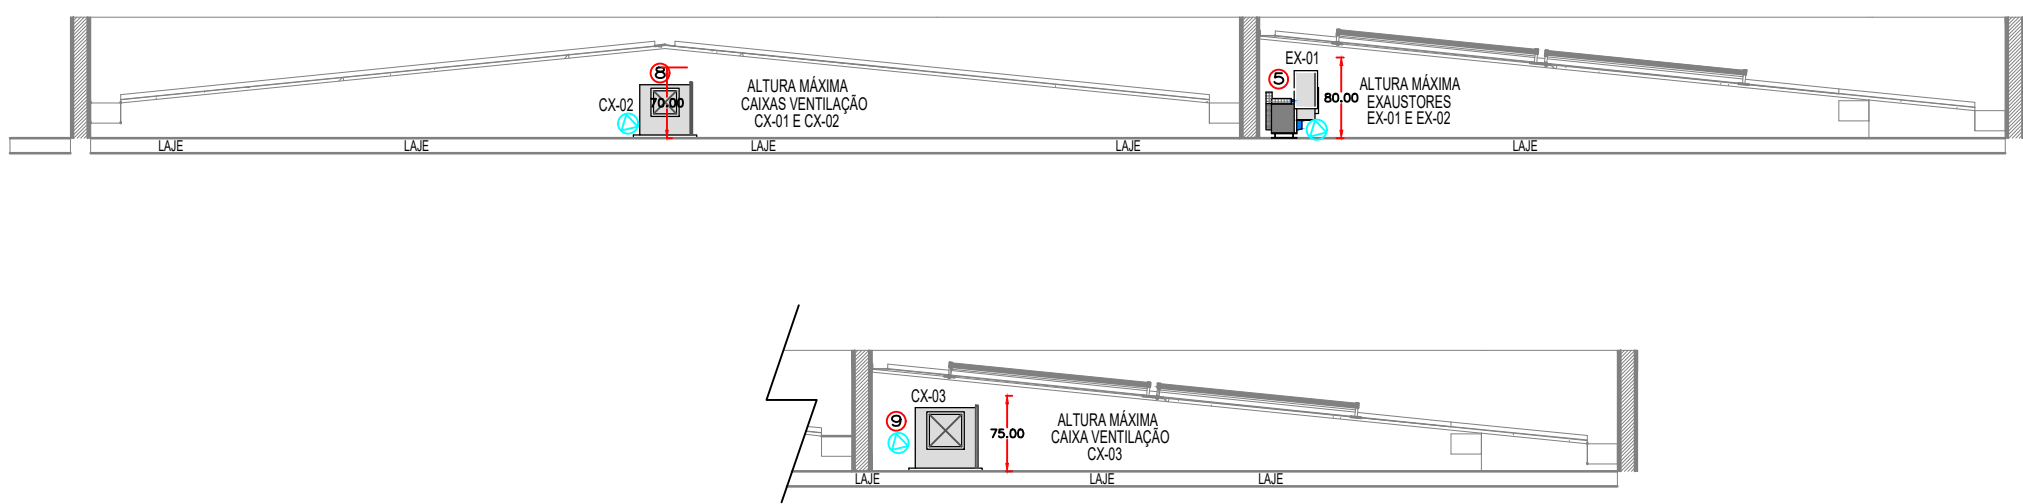 EX-01
8
5
ALTURA MÁXIMA
CAIXAS VENTILAÇÃO
CX-01 E CX-02
ALTURA MÁXIMA
EXAUSTORES
EX-01 E EX-02
CX-02
70.00
80.00
LAJE
LAJE
LAJE
LAJE
LAJE
CX-03
9
75.00
ALTURA MÁXIMA
CAIXA VENTILAÇÃO
CX-03
LAJE
LAJE
LAJE